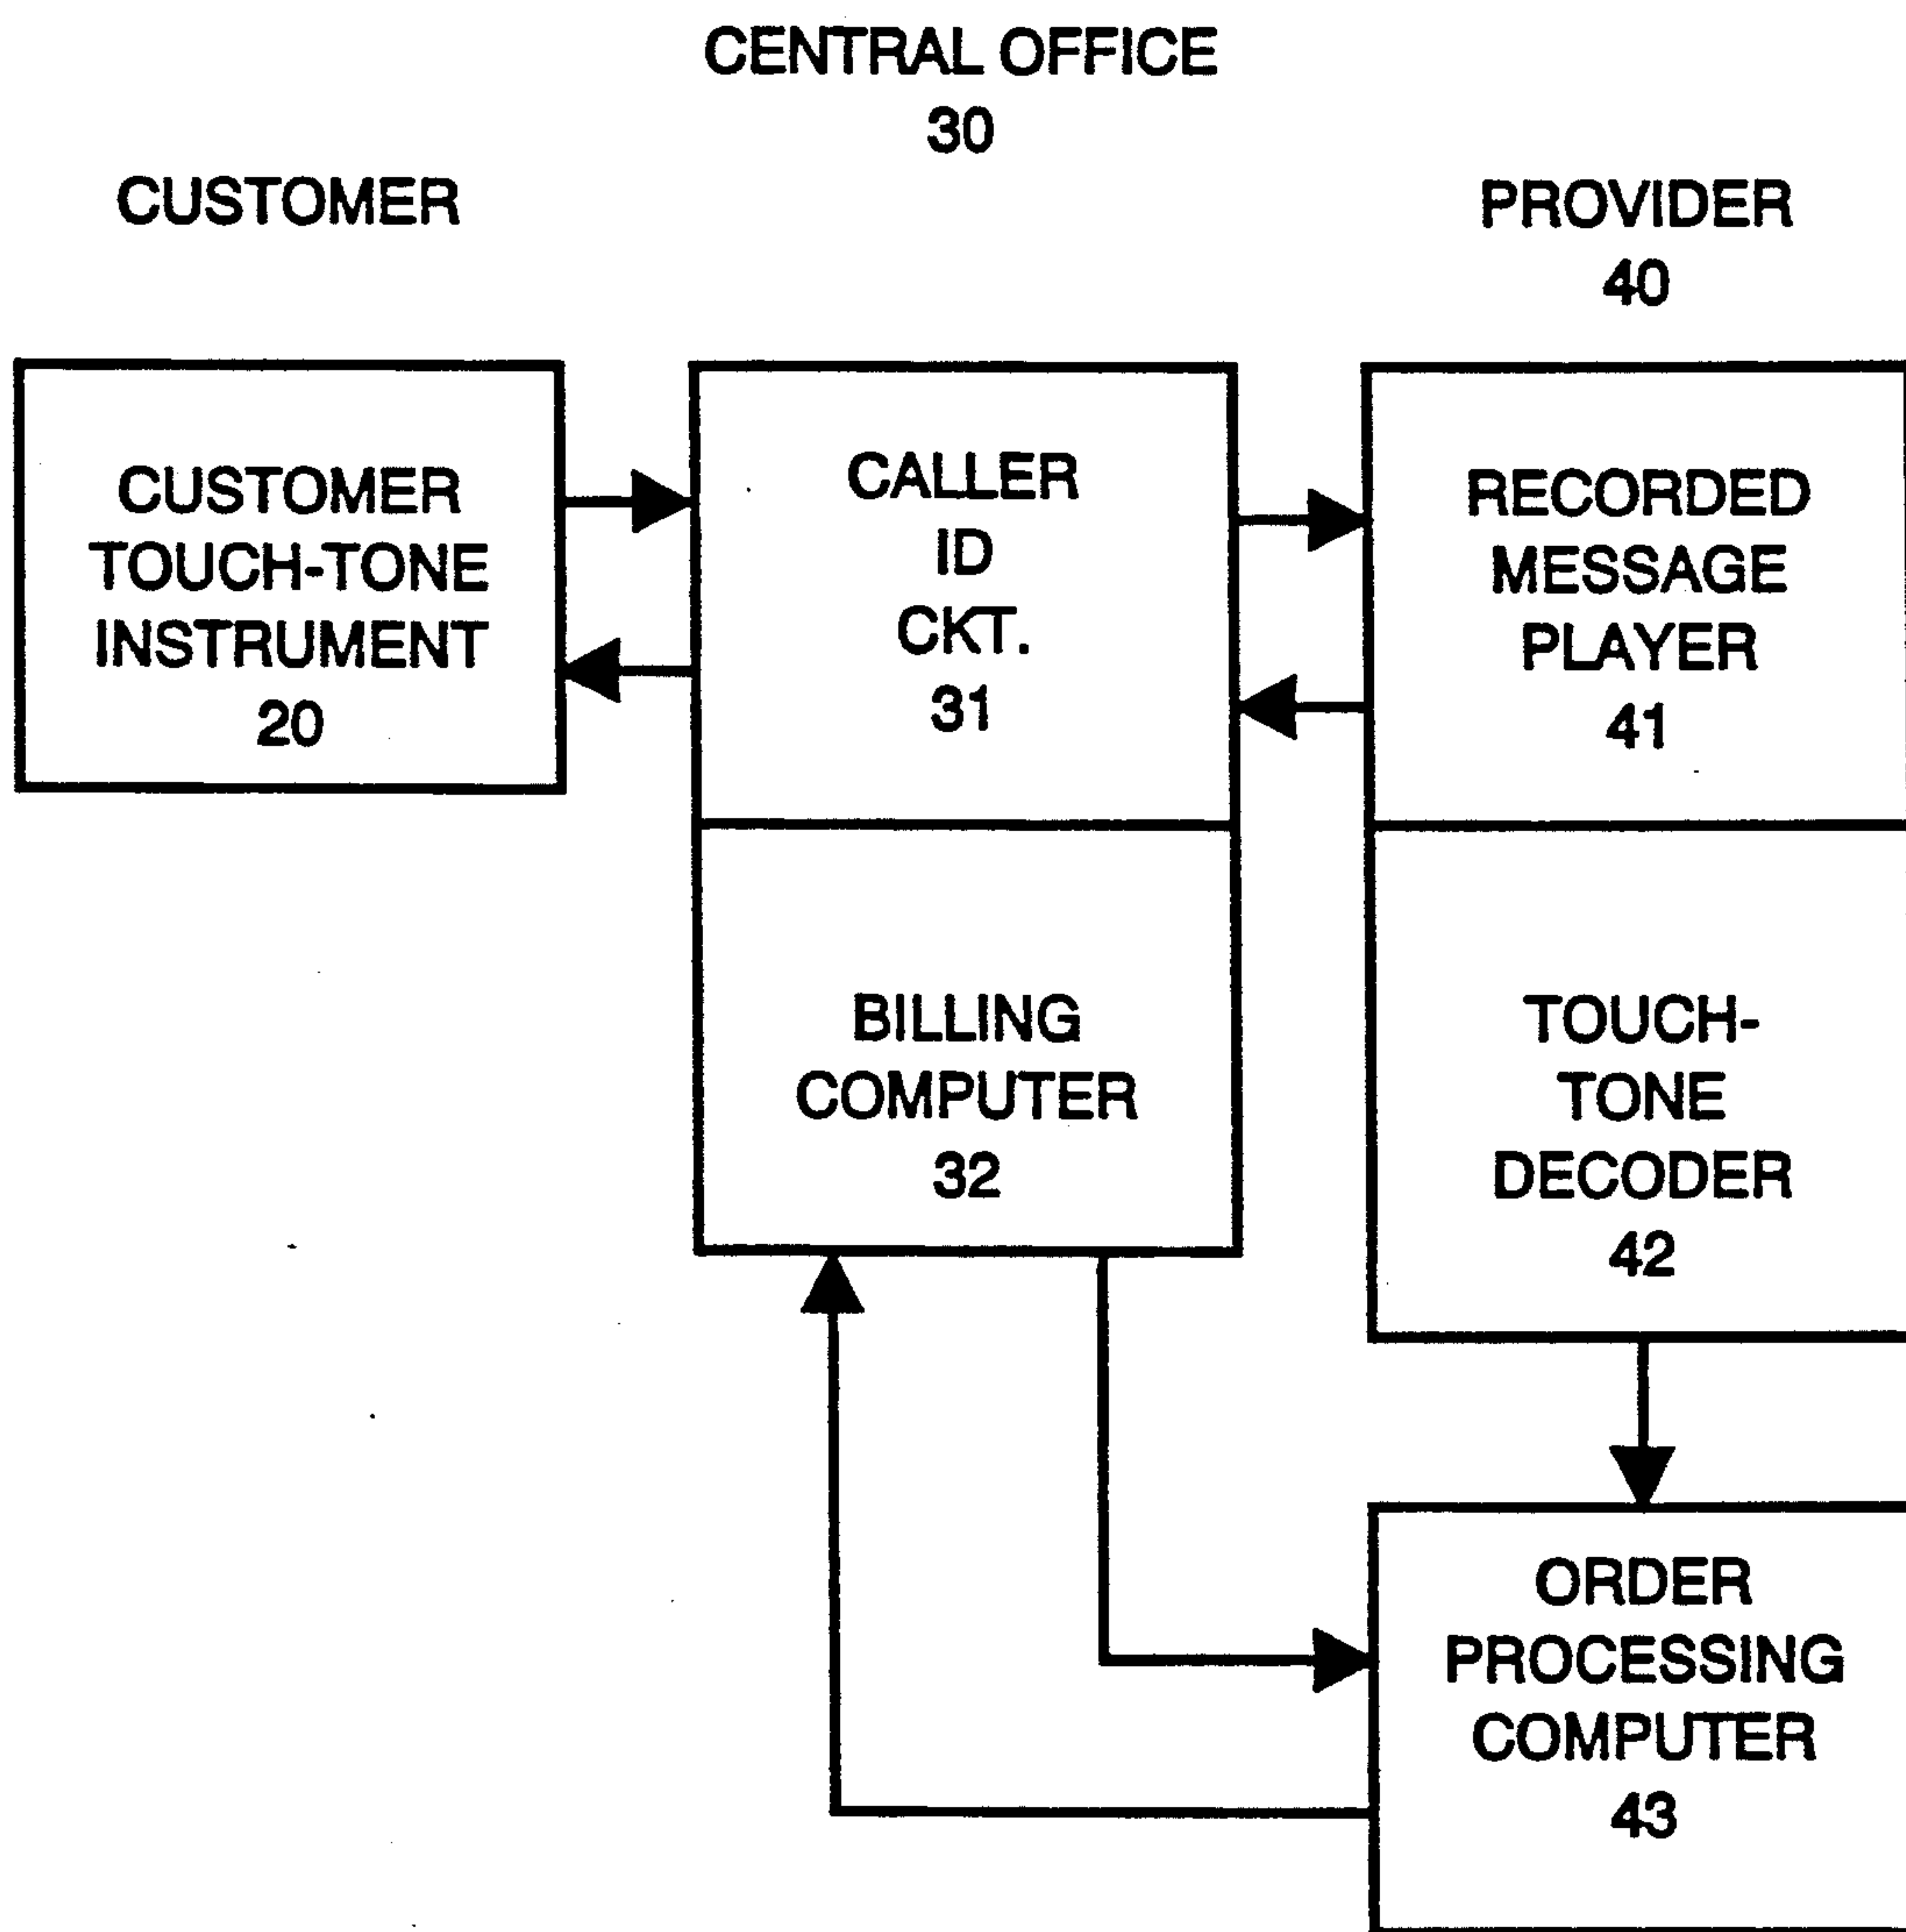 CENTRAL OFFICE
30
CUSTOMER
PROVIDER
40
CUSTOMER
TOUCH-TONE
INSTRUMENT
20
CALLER
ID
CKT.
31
RECORDED
MESSAGE
PLAYER
41
BILLING
COMPUTER
32
TOUCH-
TONE
DECODER
42
ORDER
PROCESSING
COMPUTER
43